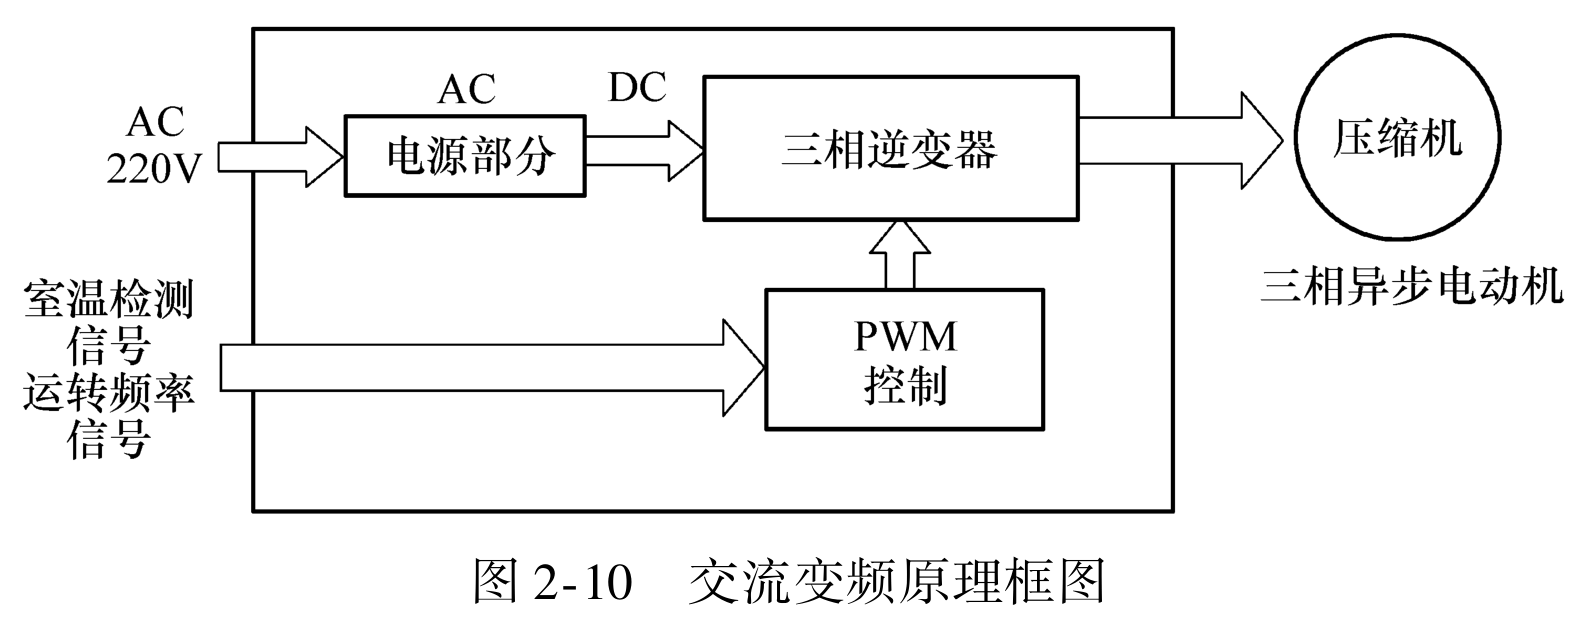 AC
220V
AC
电源部分
DC
三相逆变器
压缩机
三相异步电动机
室温检测
信号
运转频率
信号
PWM
控制
图 2-10 交流变频原理框图